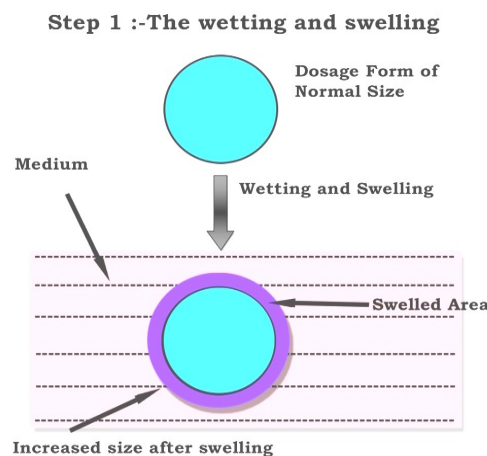 Step 1 :-The wetting and swelling
Dosage Form of
Normal Size
Medium
Wetting and Swelling
Swelled Area
Increased size after swelling